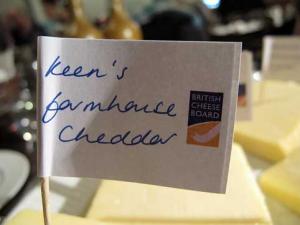 Keen's
farmhouse
Cheddar
BRITISH
CHEESE
BOARD